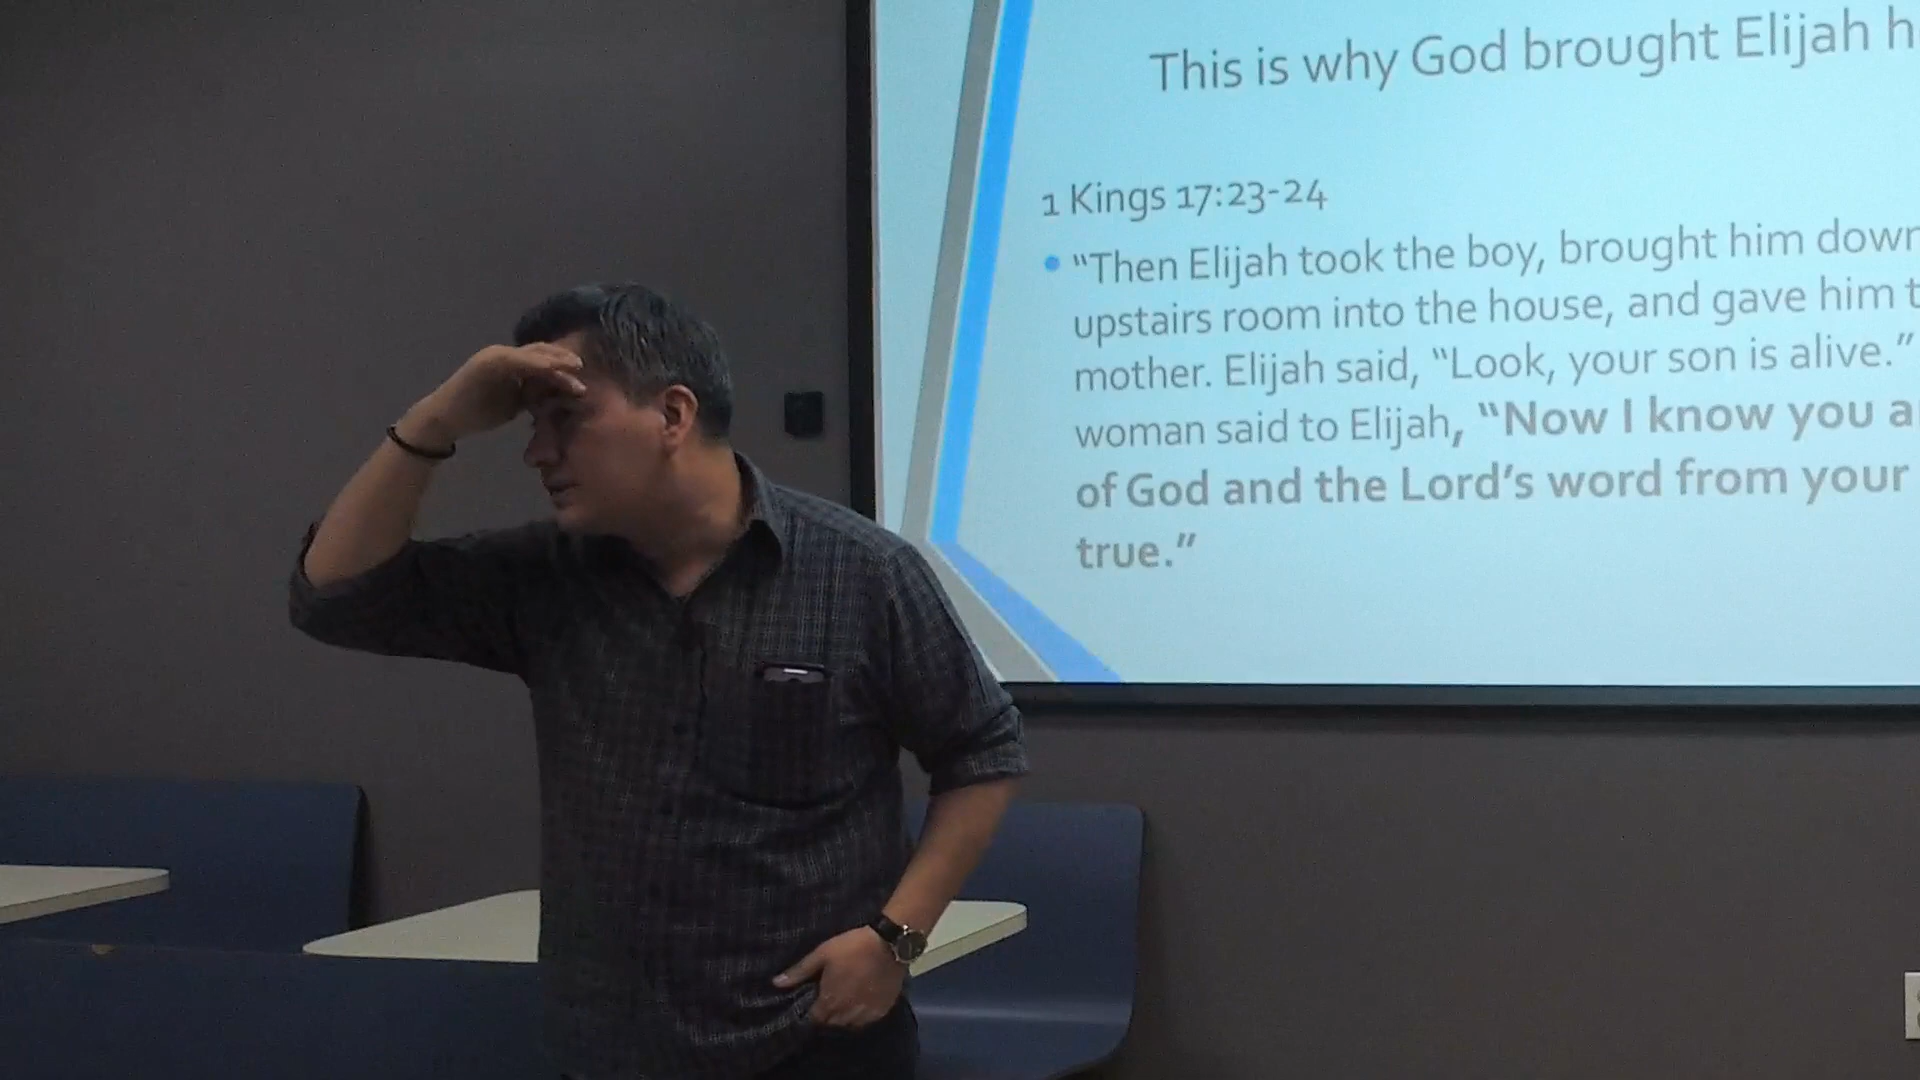 This is why God brought Elijah h
1 Kings 17:23-24
• “Then Elijah took the boy, brought him down
upstairs room into the house, and gave him t
mother. Elijah said, “Look, your son is alive.”
woman said to Elijah, “Now I know you a
of God and the Lord’s word from your
true.”